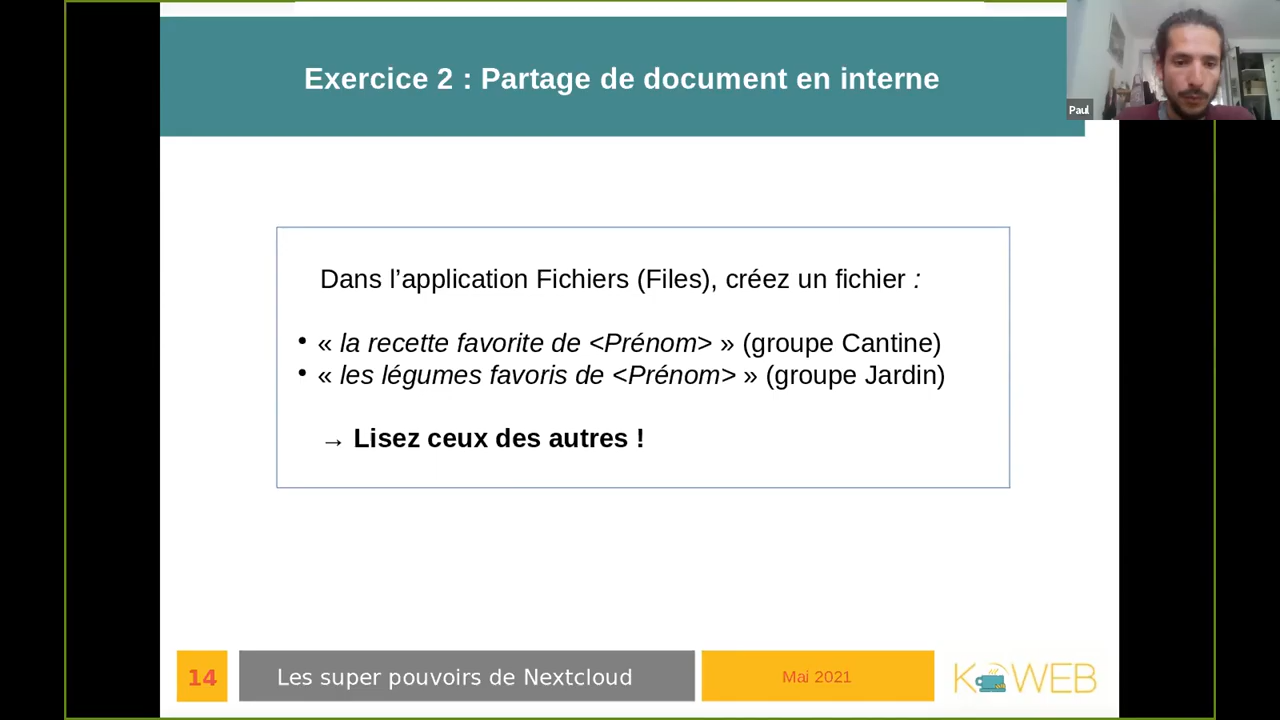 Exercice 2 : Partage de document en interne
Paul
Dans l’application Fichiers (Files), créez un fichier :
• « la recette favorite de <Prénom> » (groupe Cantine)
• « les légumes favoris de <Prénom> » (groupe Jardin)
→ Lisez ceux des autres !
14
Les super pouvoirs de Nextcloud
Mai 2021
K WEB